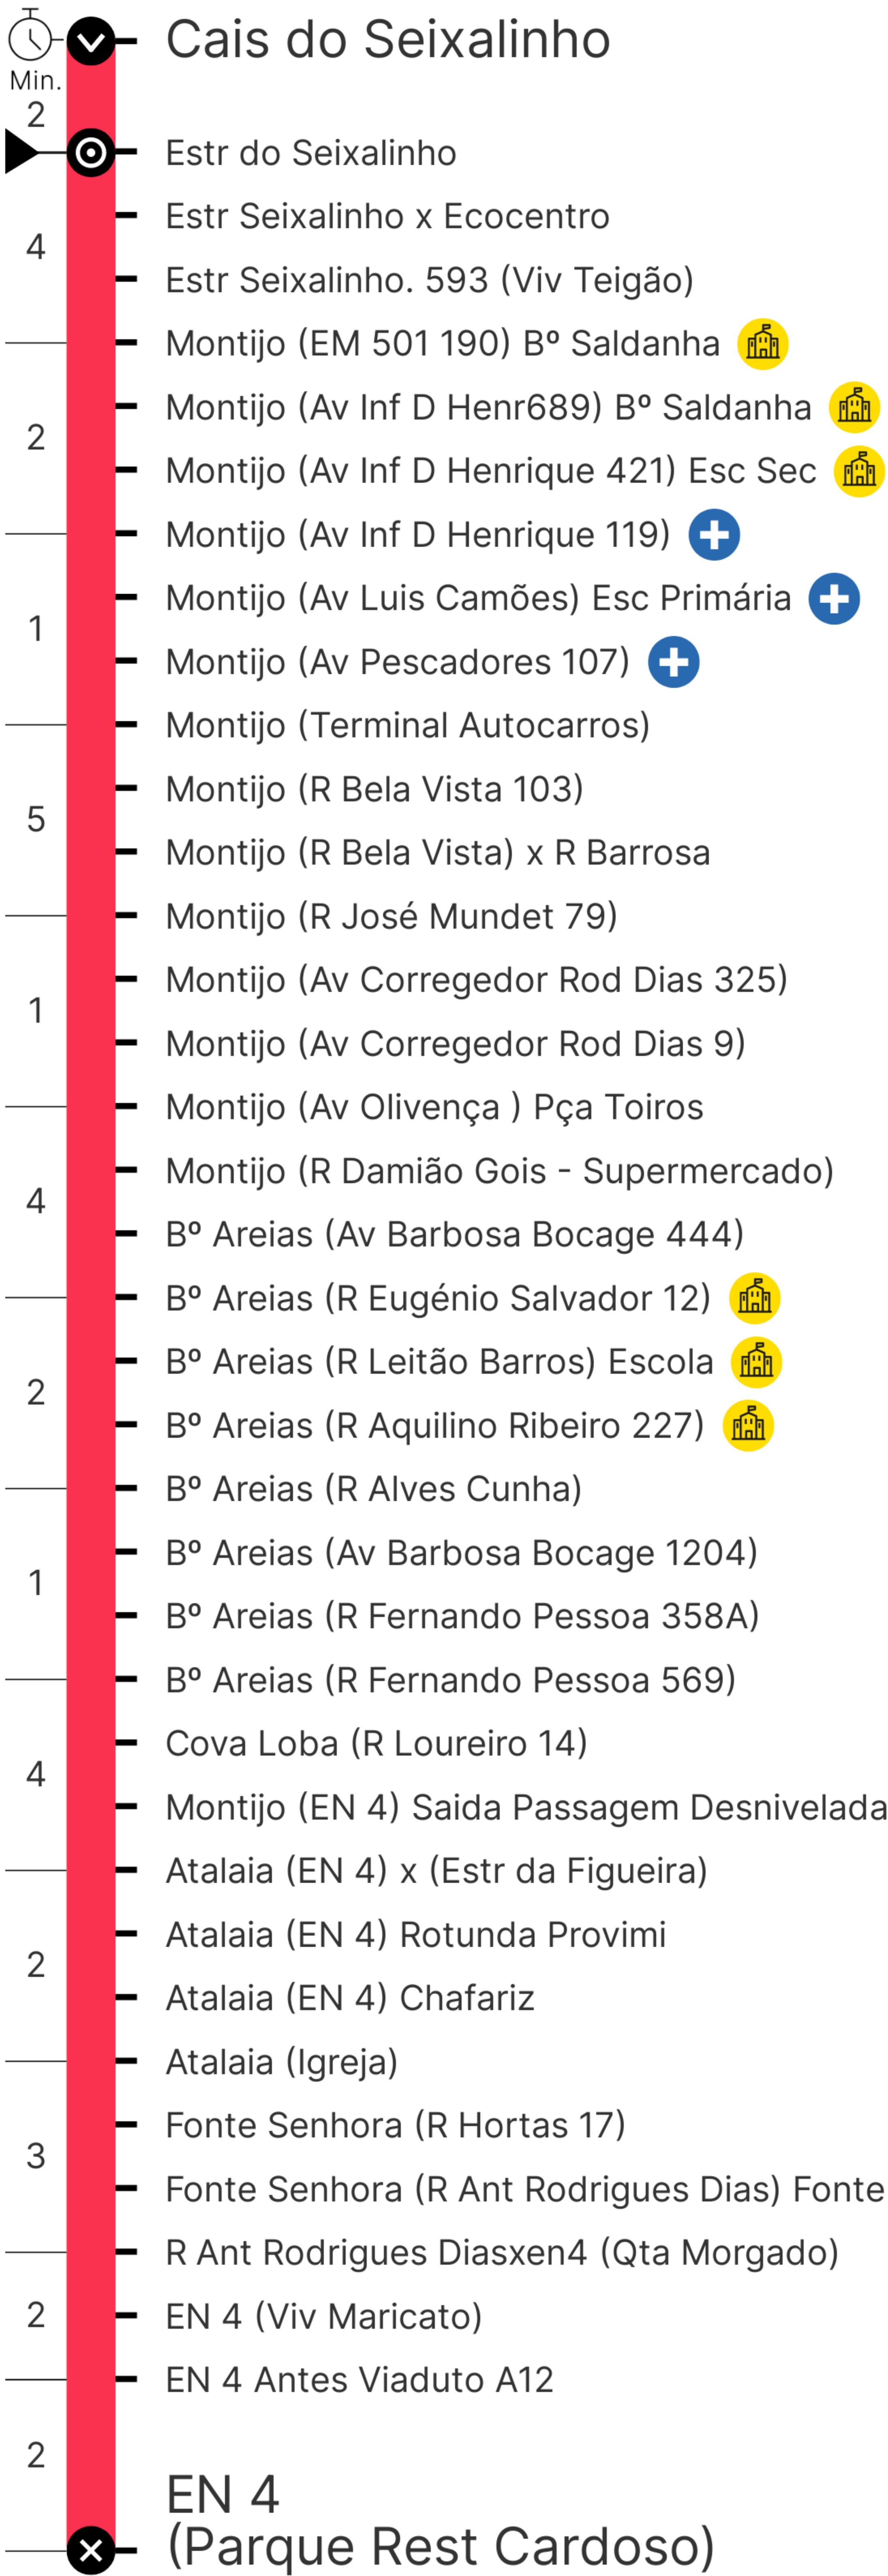 Cais do Seixalinho
Min.
2
Estr do Seixalinho
Estr Seixalinho x Ecocentro
4
Estr Seixalinho. 593 (Viv Teigão)
Montijo (EM 501 190) Bº Saldanha
Montijo (Av Inf D Henr689) Bº Saldanha
2
Montijo (Av Inf D Henrique 421) Esc Sec
Montijo (Av Inf D Henrique 119)
Montijo (Av Luis Camões) Esc Primária
1
Montijo (Av Pescadores 107)
Montijo (Terminal Autocarros)
Montijo (R Bela Vista 103)
5
Montijo (R Bela Vista) x R Barrosa
Montijo (R José Mundet 79)
Montijo (Av Corregedor Rod Dias 325)
1
Montijo (Av Corregedor Rod Dias 9)
Montijo (Av Olivença ) Pça Toiros
Montijo (R Damião Gois - Supermercado)
4
Bº Areias (Av Barbosa Bocage 444)
Bº Areias (R Eugénio Salvador 12)
Bº Areias (R Leitão Barros) Escola
2
Bº Areias (R Aquilino Ribeiro 227)
Bº Areias (R Alves Cunha)
Bº Areias (Av Barbosa Bocage 1204)
1
Bº Areias (R Fernando Pessoa 358A)
Bº Areias (R Fernando Pessoa 569)
Cova Loba (R Loureiro 14)
4
Montijo (EN 4) Saida Passagem Desnivelada
Atalaia (EN 4) x (Estr da Figueira)
Atalaia (EN 4) Rotunda Provimi
2
Atalaia (EN 4) Chafariz
Atalaia (Igreja)
Fonte Senhora (R Hortas 17)
3
Fonte Senhora (R Ant Rodrigues Dias) Fonte
R Ant Rodrigues Diasxen4 (Qta Morgado)
2
EN 4 (Viv Maricato)
EN 4 Antes Viaduto A12
2
EN 4
(Parque Rest Cardoso)